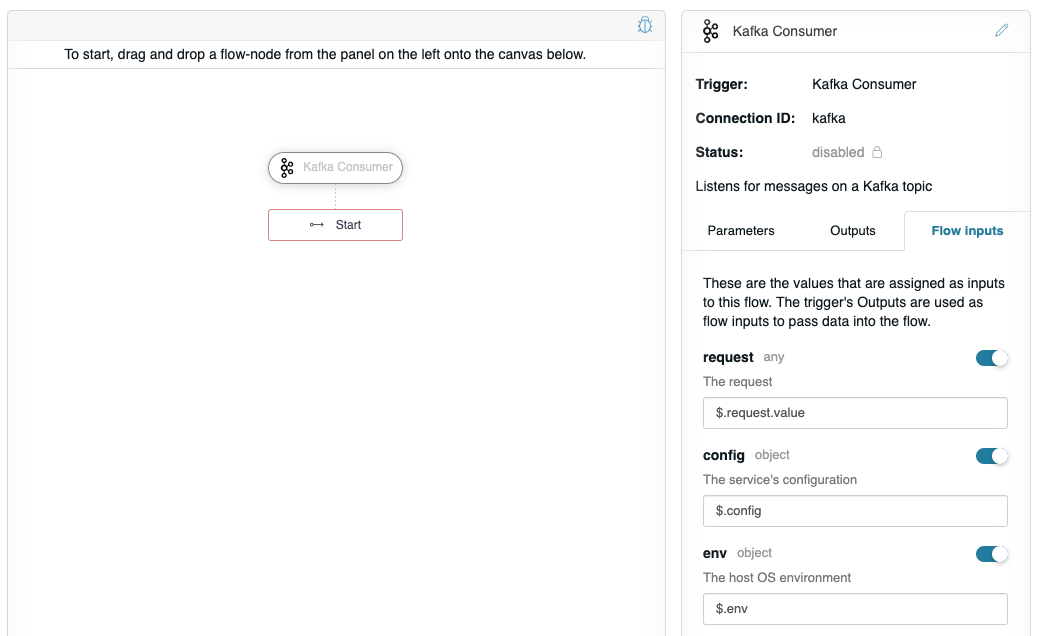 To start, drag and drop a flow-node from the panel on the left onto the canvas below.
Kafka Consumer
Start
Kafka Consumer
Trigger: Kafka Consumer
Connection ID: kafka
Status: disabled
Listens for messages on a Kafka topic
Parameters Outputs Flow inputs
These are the values that are assigned as inputs
to this flow. The trigger's Outputs are used as
flow inputs to pass data into the flow.
request any
The request
$.request.value
config object
The service's configuration
$.config
env object
The host OS environment
$.env